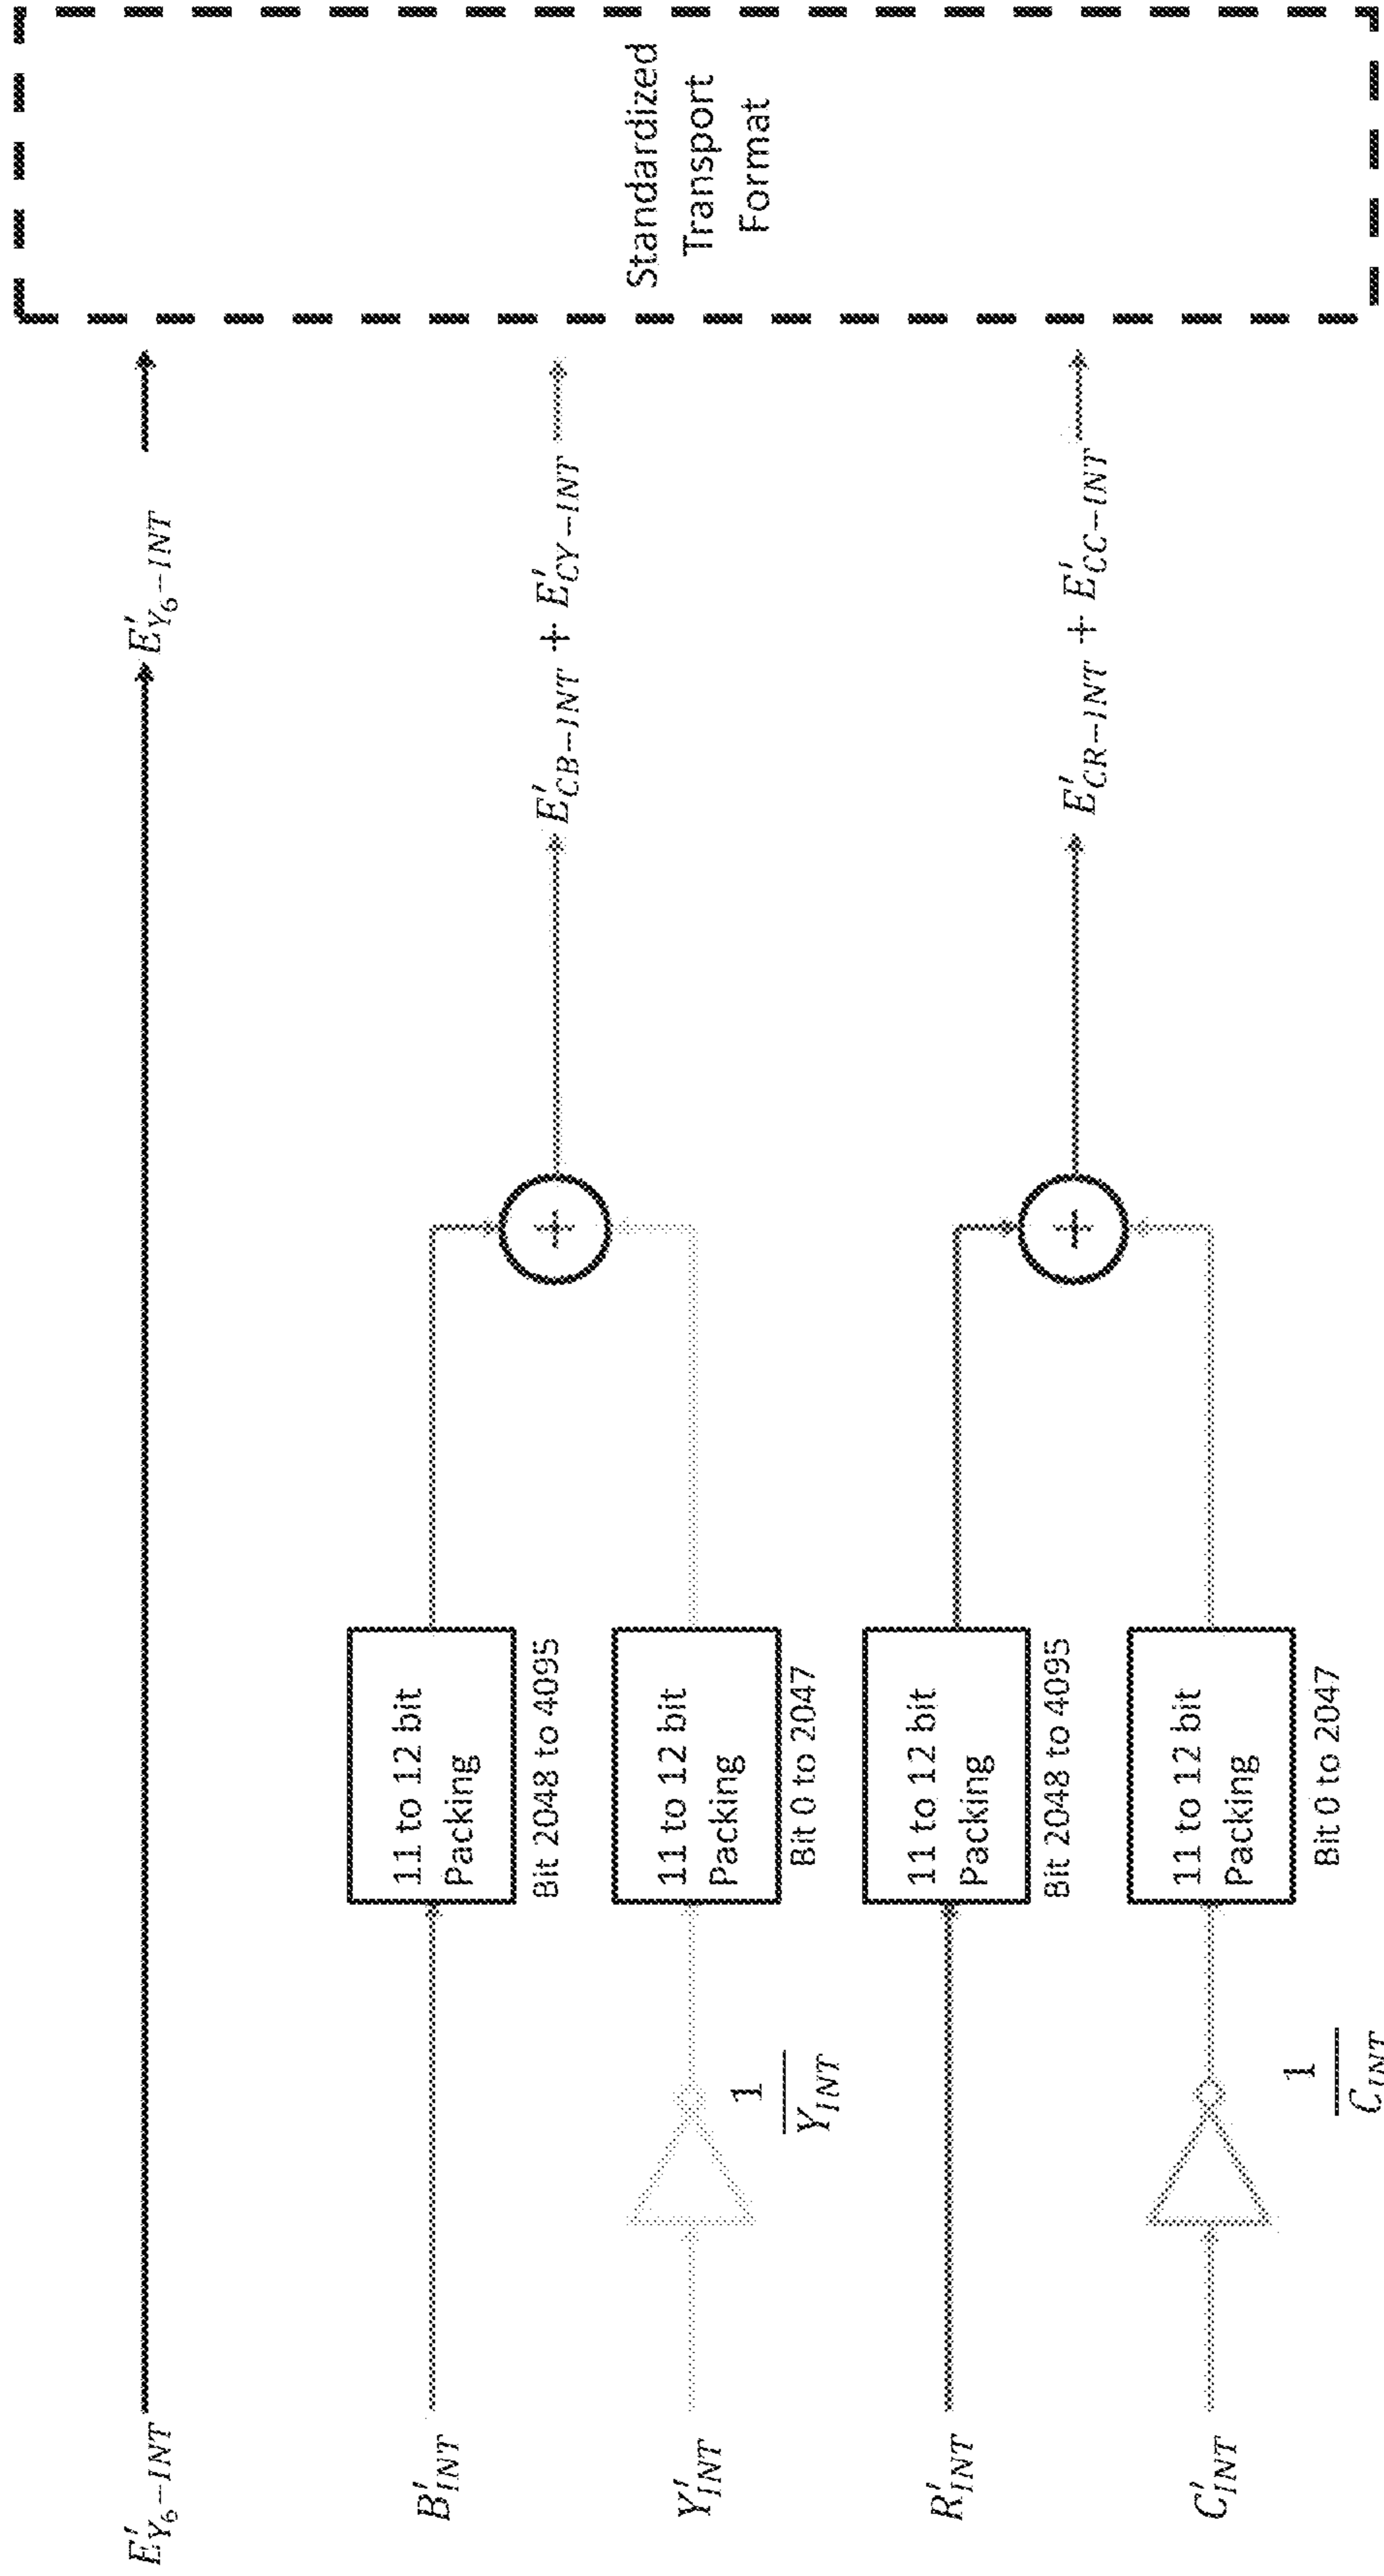 E'Y₆−INT
E'Y₆−INT
B'INT
11 to 12 bit
Packing
Bit 2048 to 4095
Y'INT
1
YINT
11 to 12 bit
Packing
Bit 0 to 2047
+
E'CB−INT + E'CY−INT
R'INT
11 to 12 bit
Packing
Bit 2048 to 4095
C'INT
1
CINT
11 to 12 bit
Packing
Bit 0 to 2047
+
E'CR−INT + E'CC−INT
Standardized
Transport
Format